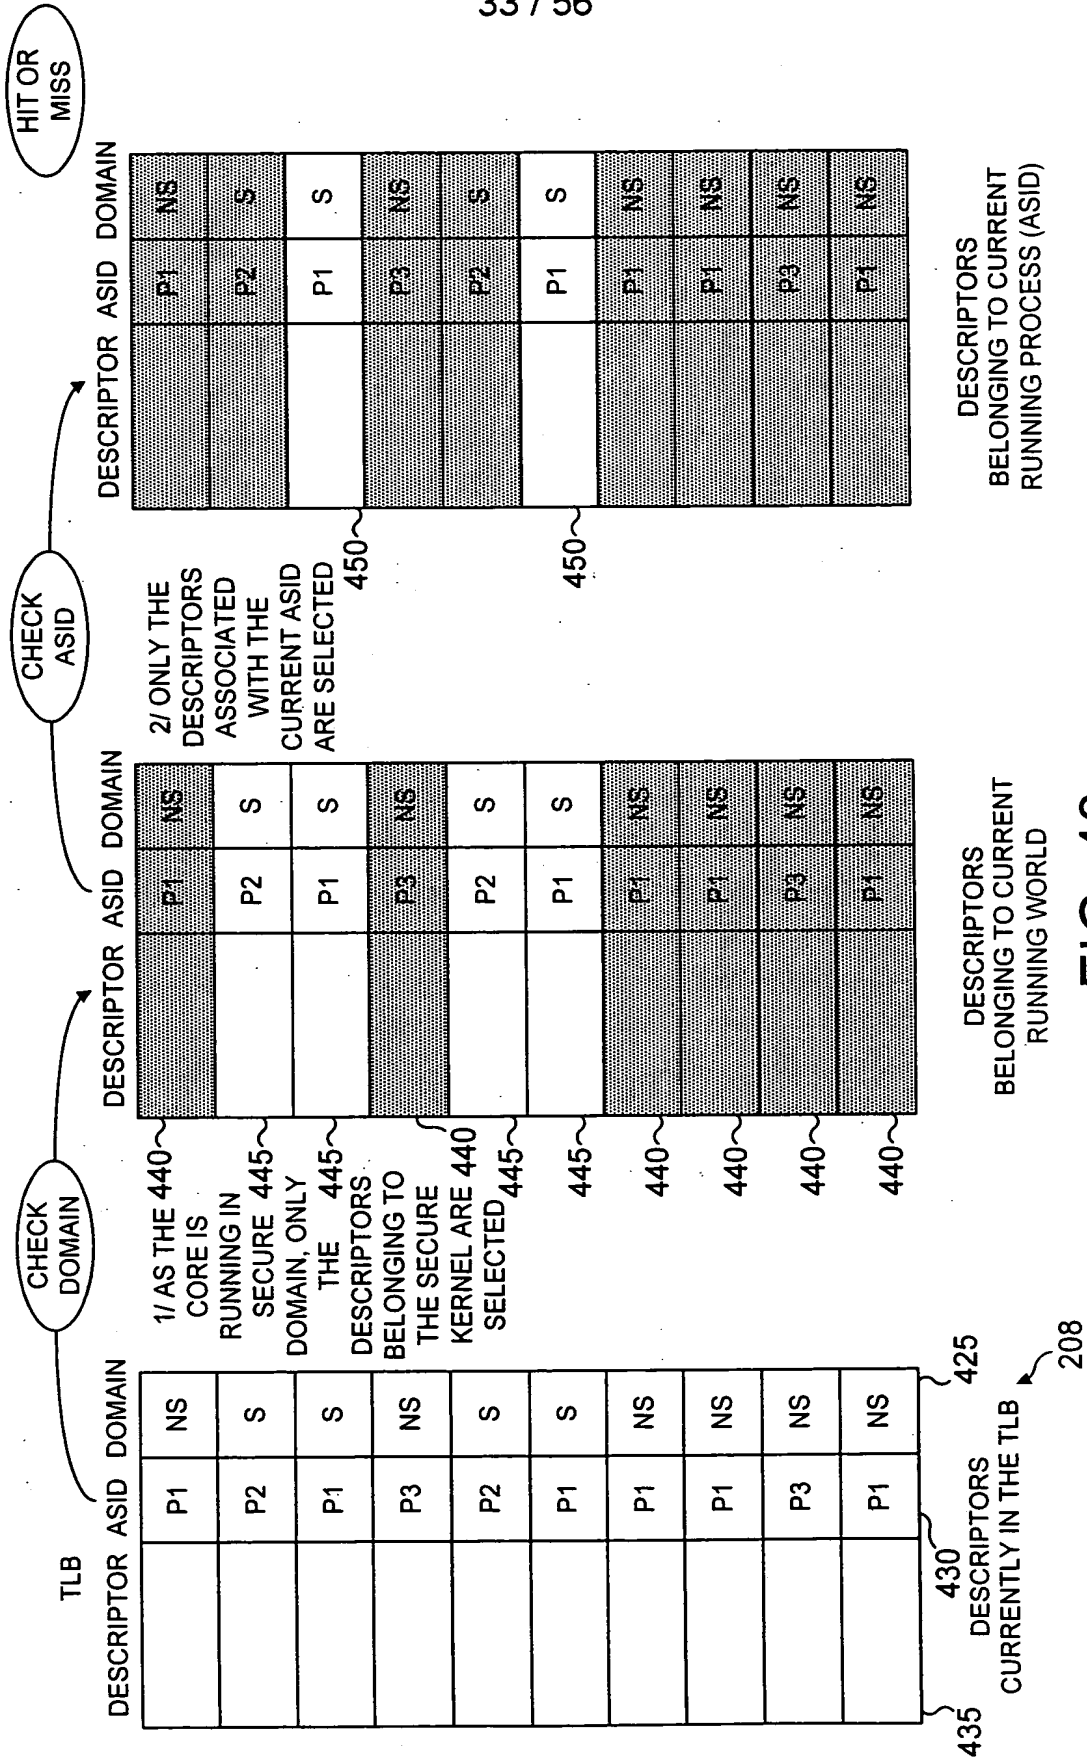 33 / 56
TLB
DESCRIPTOR ASID DOMAIN
P1 NS
P2 S
P1 S
P3 NS
P2 S
P1 S
P1 NS
P1 NS
P3 NS
P1 NS
435
430
425
DESCRIPTORS
CURRENTLY IN THE TLB
208
CHECK
DOMAIN
1/ AS THE
CORE IS
RUNNING IN
SECURE
DOMAIN, ONLY
THE
DESCRIPTORS
BELONGING TO
THE SECURE
KERNEL ARE
SELECTED
440
445
445
440
445
445
440
440
440
440
DESCRIPTOR ASID DOMAIN
P1 NS
P2 S
P1 S
P3 NS
P2 S
P1 S
P1 NS
P1 NS
P3 NS
P1 NS
DESCRIPTORS
BELONGING TO CURRENT
RUNNING WORLD
CHECK
ASID
2/ ONLY THE
DESCRIPTORS
ASSOCIATED
WITH THE
CURRENT ASID
ARE SELECTED
450
450
DESCRIPTOR ASID DOMAIN
P1 NS
P2 S
P1 S
P3 NS
P2 S
P1 S
P1 NS
P1 NS
P3 NS
P1 NS
DESCRIPTORS
BELONGING TO CURRENT
RUNNING PROCESS (ASID)
HIT OR
MISS